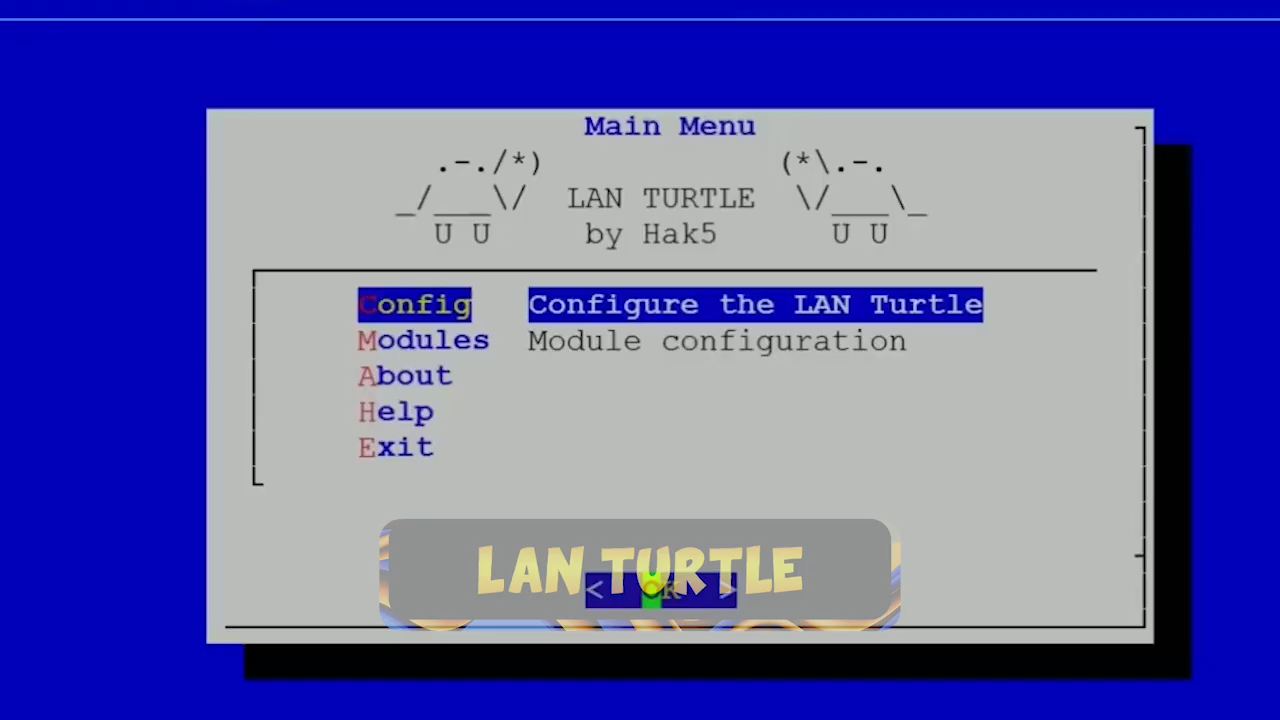 Main Menu
.-./*)                         (*\.-.
_/___\/   LAN TURTLE   \/___\_
U U     by Hak5      U U
Config   Configure the LAN Turtle
Modules  Module configuration
About
Help
Exit
LAN TURTLE
< OK >